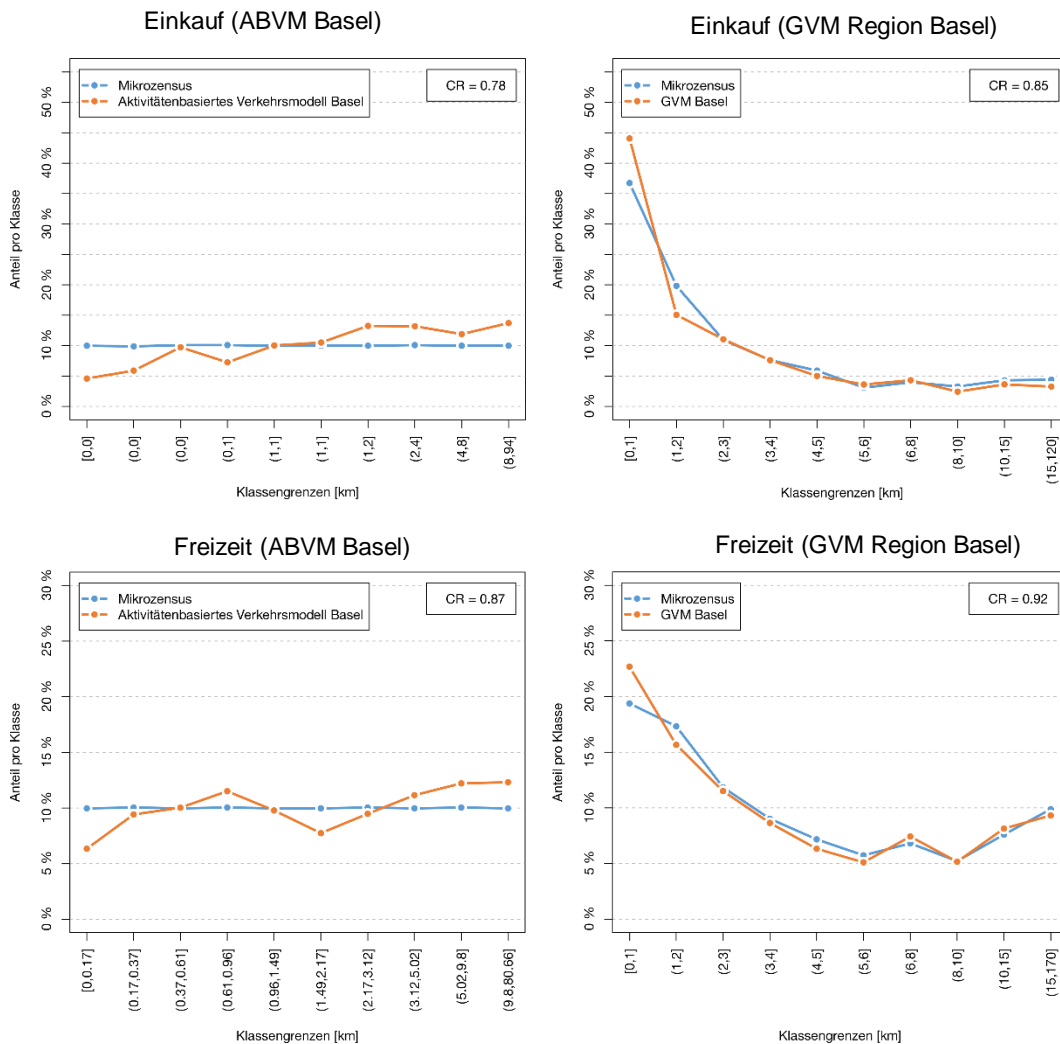 Einkauf (ABVM Basel)
Mikrozensus
Aktivitätenbasiertes Verkehrsmodell Basel
CR = 0.78
Anteil pro Klasse
50 %
40 %
30 %
20 %
10 %
0 %
[0,0]
(0,0]
(0,0]
(0,1]
(1,1]
(1,1]
(1,2]
(2,4]
(4,8]
(8,94]
Klassengrenzen [km]
Einkauf (GVM Region Basel)
Mikrozensus
GVM Basel
CR = 0.85
Anteil pro Klasse
50 %
40 %
30 %
20 %
10 %
0 %
[0,1]
(1,2]
(2,3]
(3,4]
(4,5]
(5,6]
(6,8]
(8,10]
(10,15]
(15,120]
Klassengrenzen [km]
Freizeit (ABVM Basel)
Mikrozensus
Aktivitätenbasiertes Verkehrsmodell Basel
CR = 0.87
Anteil pro Klasse
30 %
25 %
20 %
15 %
10 %
5 %
0 %
[0,0.17]
(0.17,0.37]
(0.37,0.61]
(0.61,0.96]
(0.96,1.49]
(1.49,2.17]
(2.17,3.12]
(3.12,5.02]
(5.02,9.8]
(9.8,80.66]
Klassengrenzen [km]
Freizeit (GVM Region Basel)
Mikrozensus
GVM Basel
CR = 0.92
Anteil pro Klasse
30 %
25 %
20 %
15 %
10 %
5 %
0 %
[0,1]
(1,2]
(2,3]
(3,4]
(4,5]
(5,6]
(6,8]
(8,10]
(10,15]
(15,170]
Klassengrenzen [km]